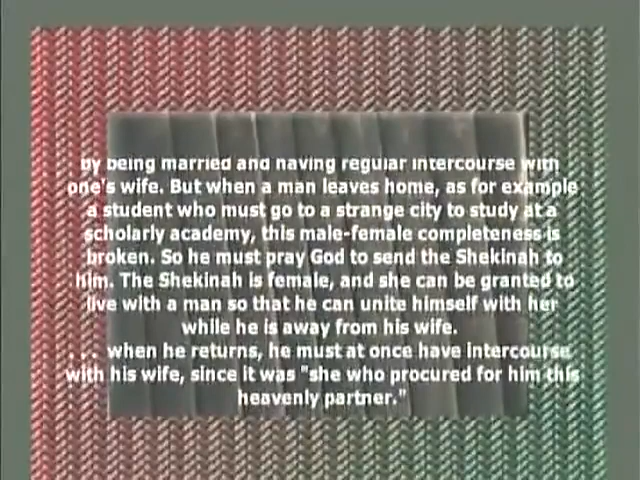 by being married and having regular intercourse with
one's wife. But when a man leaves home, as for example
a student who must go to a strange city to study at a
scholarly academy, this male-female completeness is
broken. So he must pray God to send the Shekinah to
him. The Shekinah is female, and she can be granted to
live with a man so that he can unite himself with her
while he is away from his wife.
. . . when he returns, he must at once have intercourse
with his wife, since it was "she who procured for him this
heavenly partner."